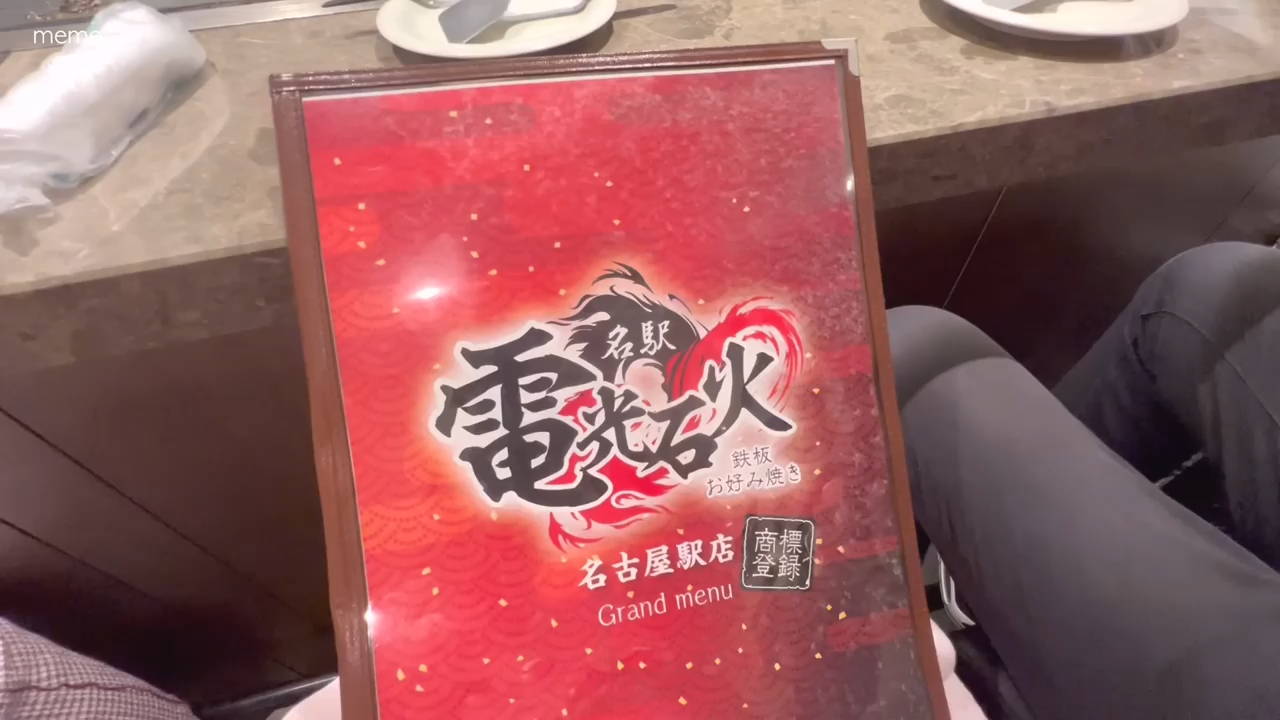 meme
名駅
電光石火
鉄板
お好み焼き
名古屋駅店
商標
登録
Grand menu